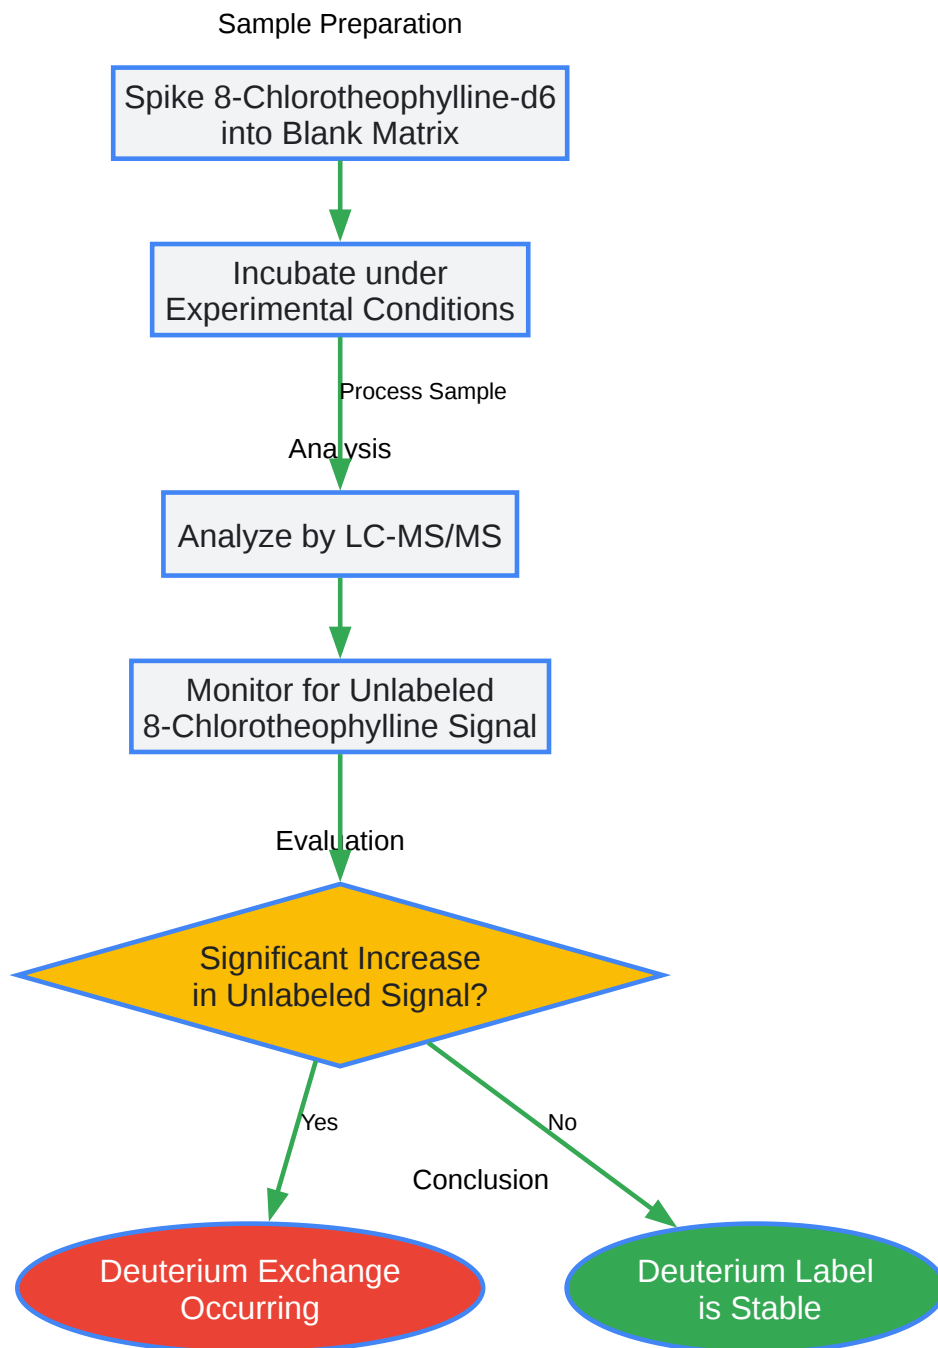 Sample Preparation
Spike 8-Chlorotheophylline-d6
into Blank Matrix
Incubate under
Experimental Conditions
Process Sample
Analysis
Analyze by LC-MS/MS
Monitor for Unlabeled
8-Chlorotheophylline Signal
Evaluation
Significant Increase
in Unlabeled Signal?
Yes
No
Conclusion
Deuterium Exchange
Occurring
Deuterium Label
is Stable